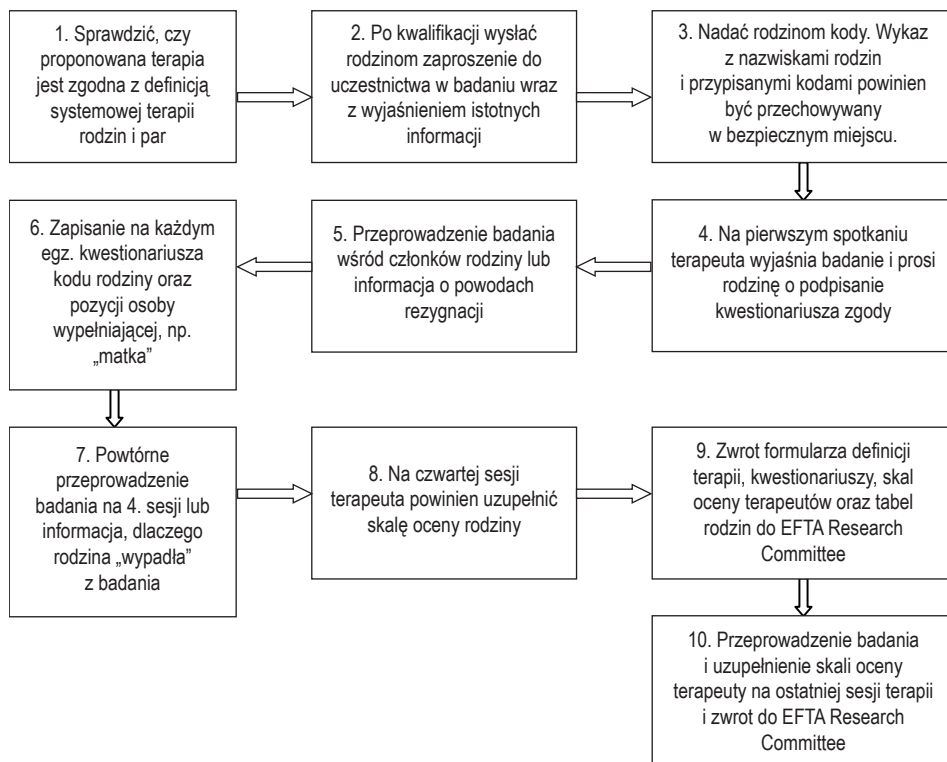 1. Sprawdzić, czy
proponowana terapia
jest zgodna z definicją
systemowej terapii
rodzin i par
2. Po kwalifikacji wysłać
rodzinom zaproszenie do
uczestnictwa w badaniu wraz
z wyjaśnieniem istotnych
informacji
3. Nadać rodzinom kody. Wykaz
z nazwiskami rodzin
i przypisanymi kodami powinien
być przechowywany
w bezpiecznym miejscu.
4. Na pierwszym spotkaniu
terapeuta wyjaśnia badanie i prosi
rodzinę o podpisanie
kwestionariusza zgody
5. Przeprowadzenie badania
wśród członków rodziny lub
informacja o powodach
rezygnacji
6. Zapisanie na każdym
egz. kwestionariusza
kodu rodziny oraz
pozycji osoby
wypełniającej, np.
„matka”
7. Powtórne
przeprowadzenie
badania na 4. sesji lub
informacja, dlaczego
rodzina „wypadła”
z badania
8. Na czwartej sesji
terapeuta powinien uzupełnić
skalę oceny rodziny
9. Zwrot formularza definicji
terapii, kwestionariuszy, skal
oceny terapeutów oraz tabel
rodzin do EFTA Research
Committee
10. Przeprowadzenie badania
i uzupełnienie skali oceny
terapeuty na ostatniej sesji terapii
i zwrot do EFTA Research
Committee